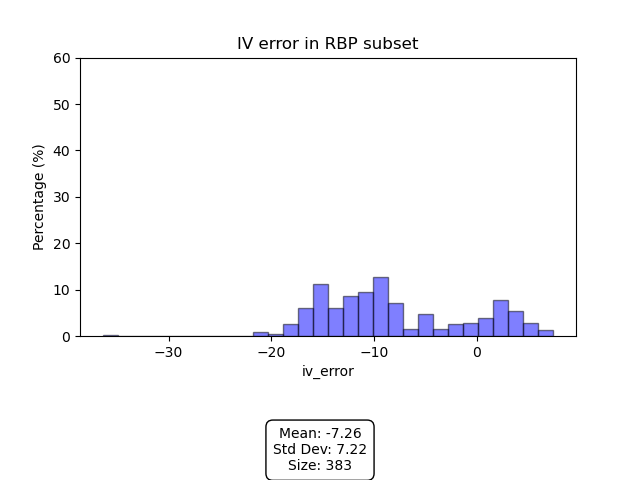 IV error in RBP subset
60
50
40
30
20
10
0
Percentage (%)
−30
−20
−10
0
iv_error
Mean: -7.26
Std Dev: 7.22
Size: 383